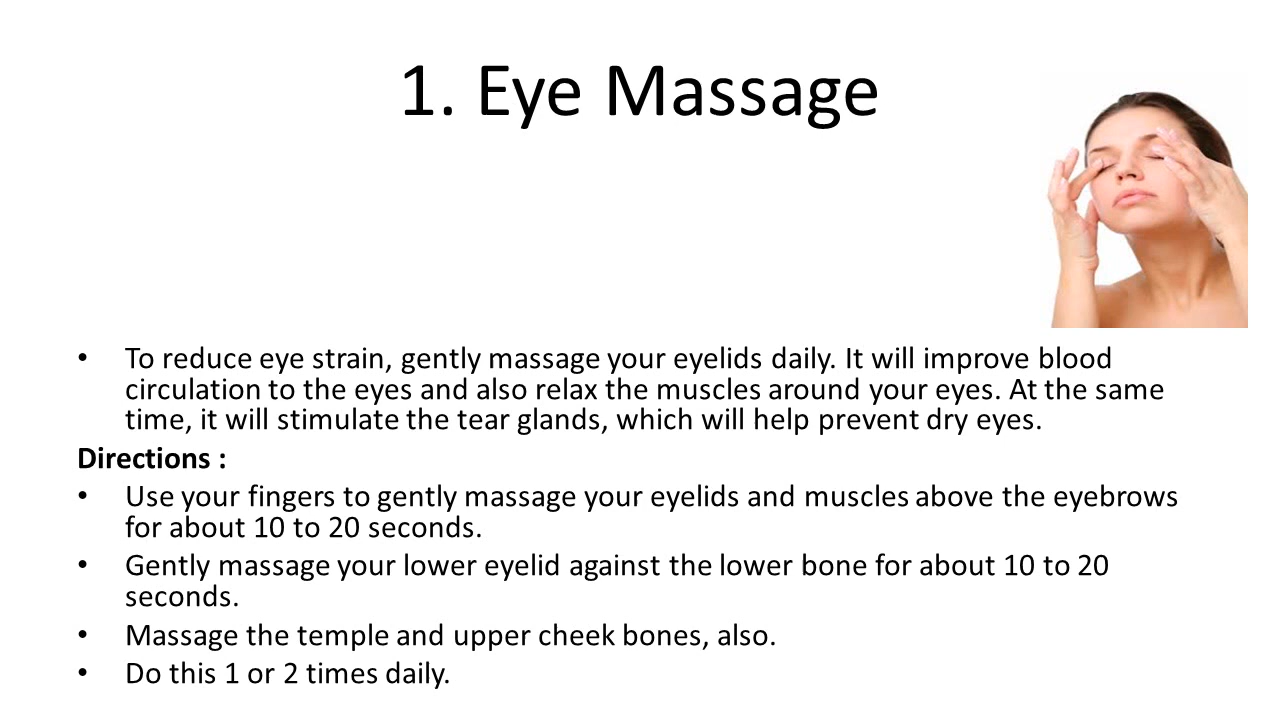 1. Eye Massage
• To reduce eye strain, gently massage your eyelids daily. It will improve blood
circulation to the eyes and also relax the muscles around your eyes. At the same
time, it will stimulate the tear glands, which will help prevent dry eyes.
Directions :
• Use your fingers to gently massage your eyelids and muscles above the eyebrows
for about 10 to 20 seconds.
• Gently massage your lower eyelid against the lower bone for about 10 to 20
seconds.
• Massage the temple and upper cheek bones, also.
• Do this 1 or 2 times daily.